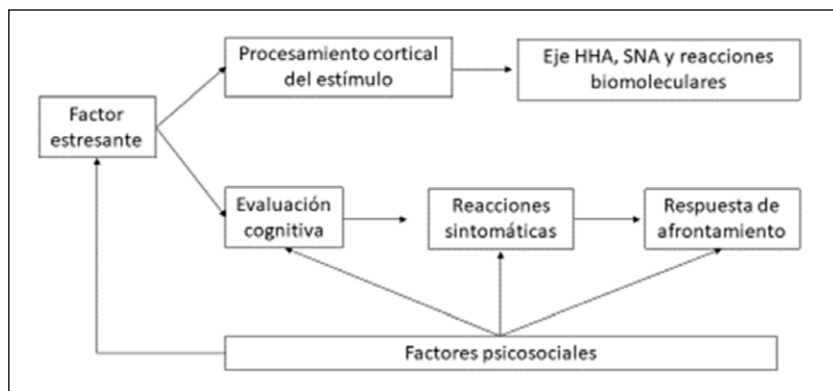 Procesamiento cortical
del estímulo
Eje HHA, SNA y reacciones
biomoleculares
Factor
estresante
Evaluación
cognitiva
Reacciones
sintomáticas
Respuesta de
afrontamiento
Factores psicosociales